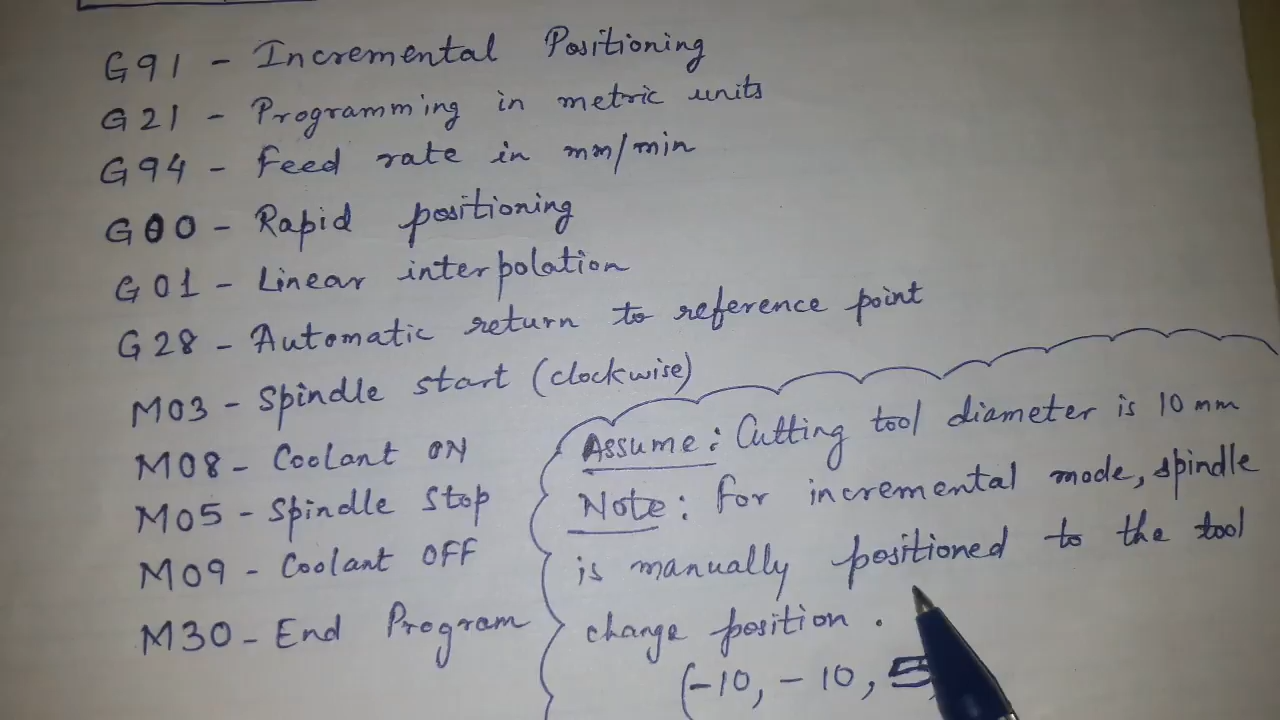 G91 - Incremental Positioning
G21 - Programming in metric units
G94 - Feed rate in mm/min
G00 - Rapid positioning
G01 - Linear interpolation
G28 - Automatic return to reference point
M03 - Spindle start (clockwise)
M08 - Coolant ON
M05 - Spindle Stop
M09 - Coolant OFF
M30 - End Program
Assume: Cutting tool diameter is 10 mm
Note: For incremental mode, spindle
is manually positioned to the tool
change position.
(-10, -10, 5